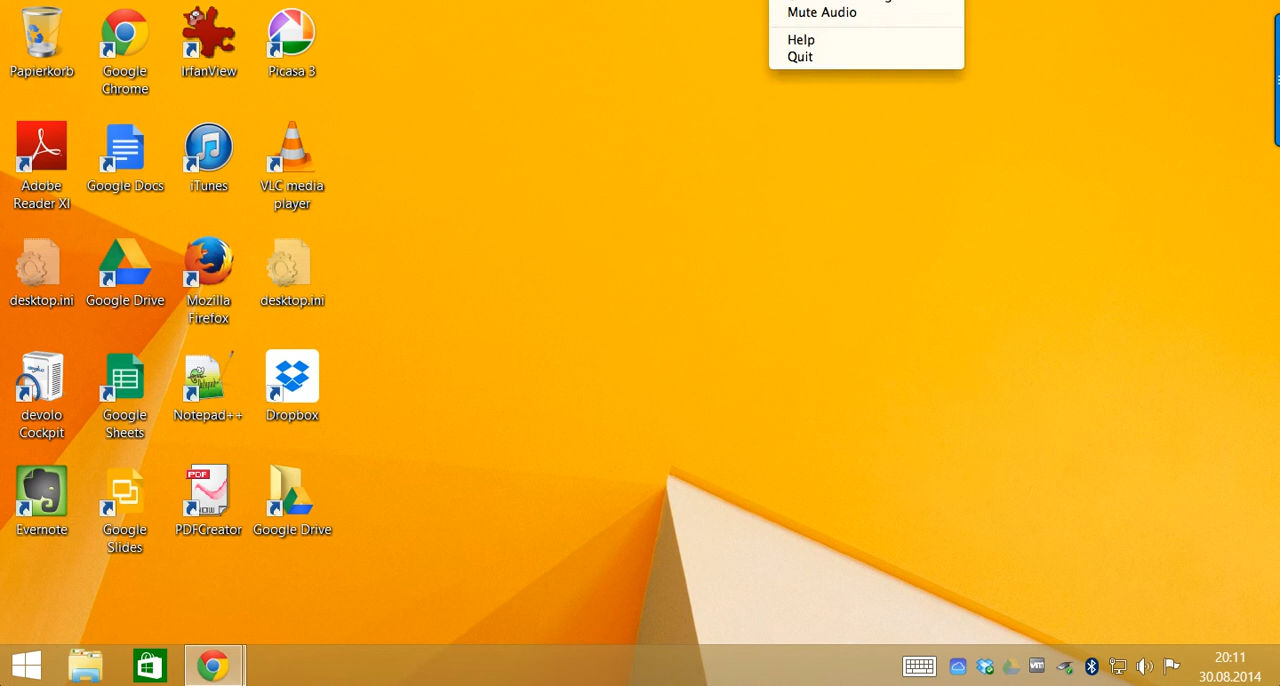 Mute Audio
Help
Quit
Papierkorb
Google
Chrome
IrfanView
Picasa 3
Adobe
Reader XI
Google Docs
iTunes
VLC media
player
desktop.ini
Google Drive
Mozilla
Firefox
desktop.ini
devolo
Cockpit
Google
Sheets
Notepad++
Dropbox
Evernote
Google
Slides
PDF
PDFCreator
Google Drive
20:11
30.08.2014